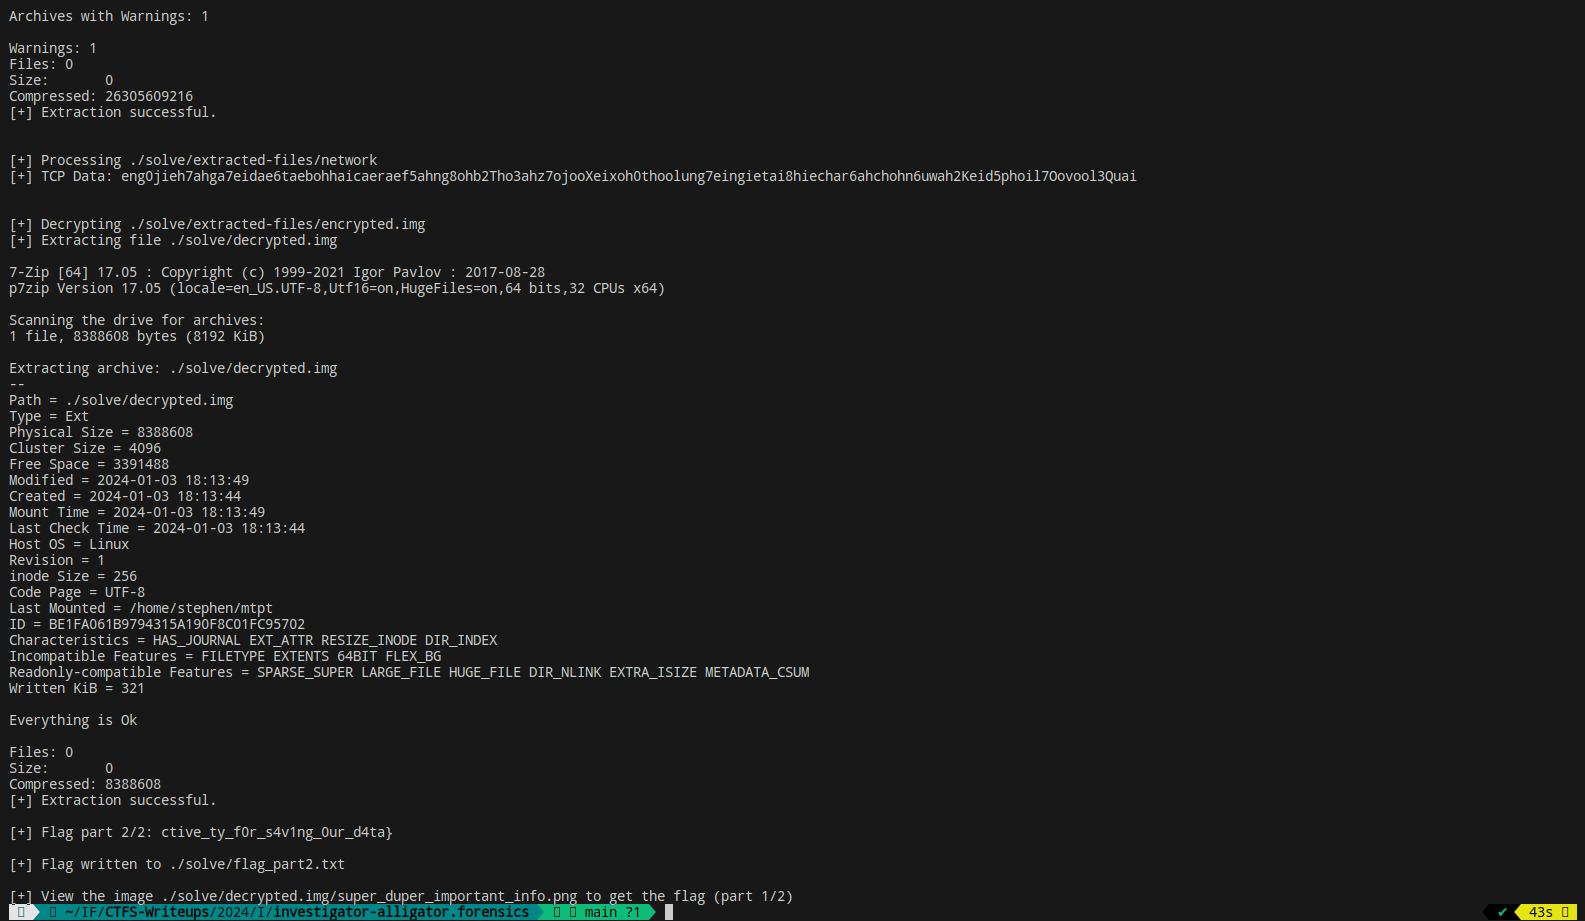 Archives with Warnings: 1
Warnings: 1
Files: 0
Size:       0
Compressed: 26305609216
[+] Extraction successful.
[+] Processing ./solve/extracted-files/network
[+] TCP Data: eng0jieh7ahga7eidae6taebohhaicaeraef5ahng8ohb2Tho3ahz7ojooXeixoh0thoolung7eingietai8hiechar6ahchohn6uwah2Keid5phoil7Oovool3Quai
[+] Decrypting ./solve/extracted-files/encrypted.img
[+] Extracting file ./solve/decrypted.img
7-Zip [64] 17.05 : Copyright (c) 1999-2021 Igor Pavlov : 2017-08-28
p7zip Version 17.05 (locale=en_US.UTF-8,Utf16=on,HugeFiles=on,64 bits,32 CPUs x64)
Scanning the drive for archives:
1 file, 8388608 bytes (8192 KiB)
Extracting archive: ./solve/decrypted.img
--
Path = ./solve/decrypted.img
Type = Ext
Physical Size = 8388608
Cluster Size = 4096
Free Space = 3391488
Modified = 2024-01-03 18:13:49
Created = 2024-01-03 18:13:44
Mount Time = 2024-01-03 18:13:49
Last Check Time = 2024-01-03 18:13:44
Host OS = Linux
Revision = 1
inode Size = 256
Code Page = UTF-8
Last Mounted = /home/stephen/mtpt
ID = BE1FA061B9794315A190F8C01FC95702
Characteristics = HAS_JOURNAL EXT_ATTR RESIZE_INODE DIR_INDEX
Incompatible Features = FILETYPE EXTENTS 64BIT FLEX_BG
Readonly-compatible Features = SPARSE_SUPER LARGE_FILE HUGE_FILE DIR_NLINK EXTRA_ISIZE METADATA_CSUM
Written KiB = 321
Everything is Ok
Files: 0
Size:       0
Compressed: 8388608
[+] Extraction successful.
[+] Flag part 2/2: ctive_ty_f0r_s4v1ng_0ur_d4ta}
[+] Flag written to ./solve/flag_part2.txt
[+] View the image ./solve/decrypted.img/super_duper_important_info.png to get the flag (part 1/2)
~/IF/CTFS-Writeups/2024/I/investigator-alligator.forensics main ?1 ✔ 43s